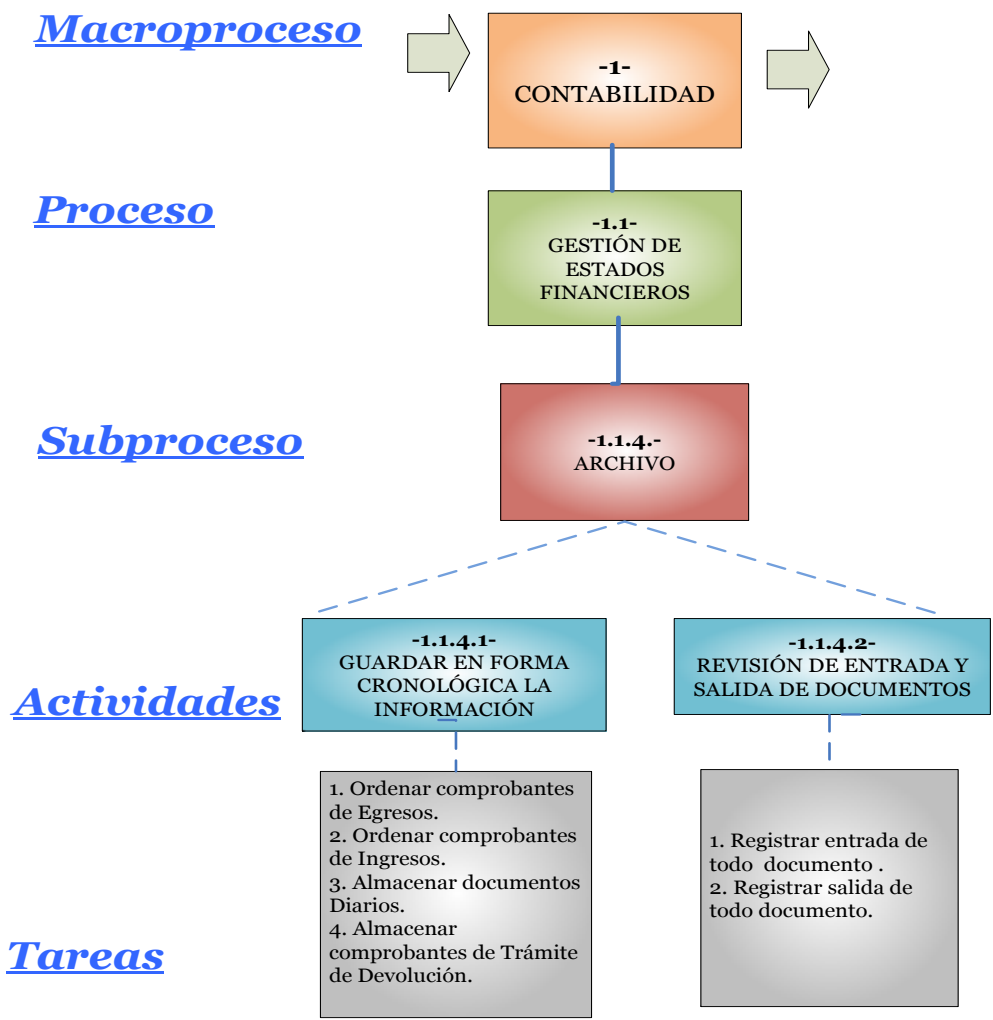 Macroproceso
-1-
CONTABILIDAD
Proceso
-1.1-
GESTIÓN DE
ESTADOS
FINANCIEROS
Subproceso
-1.1.4.-
ARCHIVO
Actividades
-1.1.4.1-
GUARDAR EN FORMA
CRONOLÓGICA LA
INFORMACIÓN
-1.1.4.2-
REVISIÓN DE ENTRADA Y
SALIDA DE DOCUMENTOS
Tareas
1. Ordenar comprobantes
de Egresos.
2. Ordenar comprobantes
de Ingresos.
3. Almacenar documentos
Diarios.
4. Almacenar
comprobantes de Trámite
de Devolución.
1. Registrar entrada de
todo  documento .
2. Registrar salida de
todo documento.